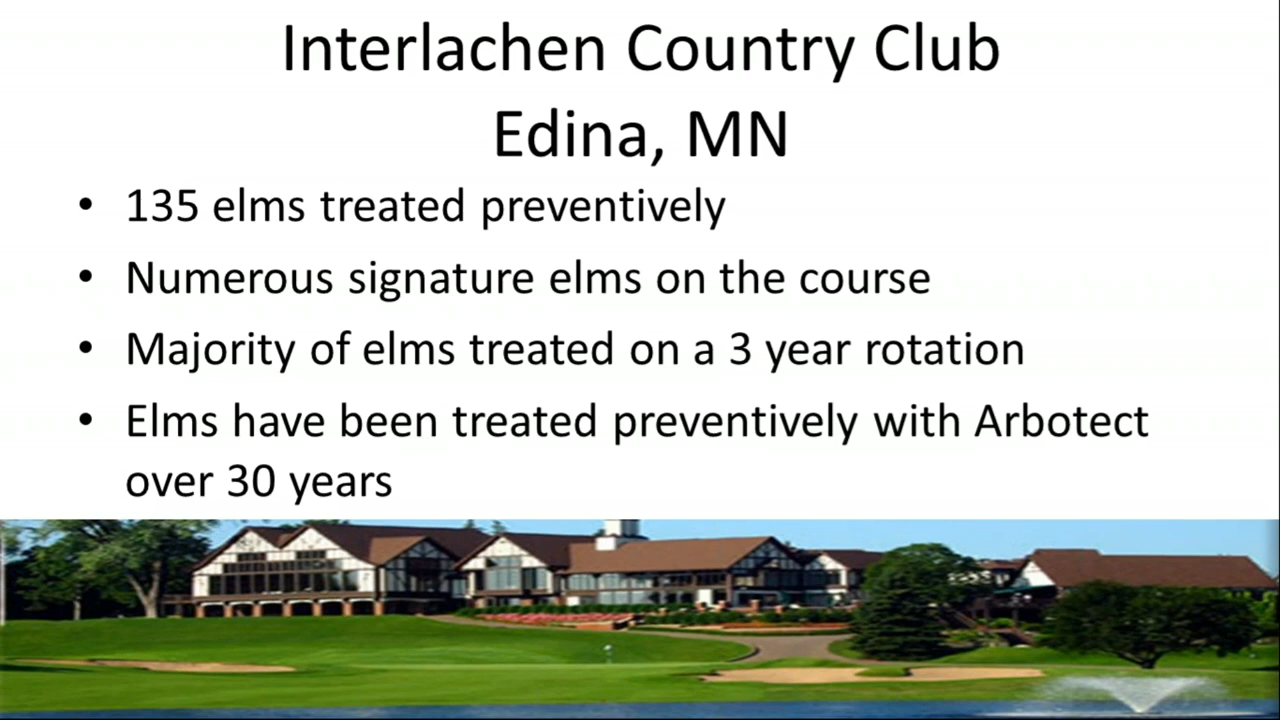 Interlachen Country Club
Edina, MN
• 135 elms treated preventively
• Numerous signature elms on the course
• Majority of elms treated on a 3 year rotation
• Elms have been treated preventively with Arbotect
over 30 years